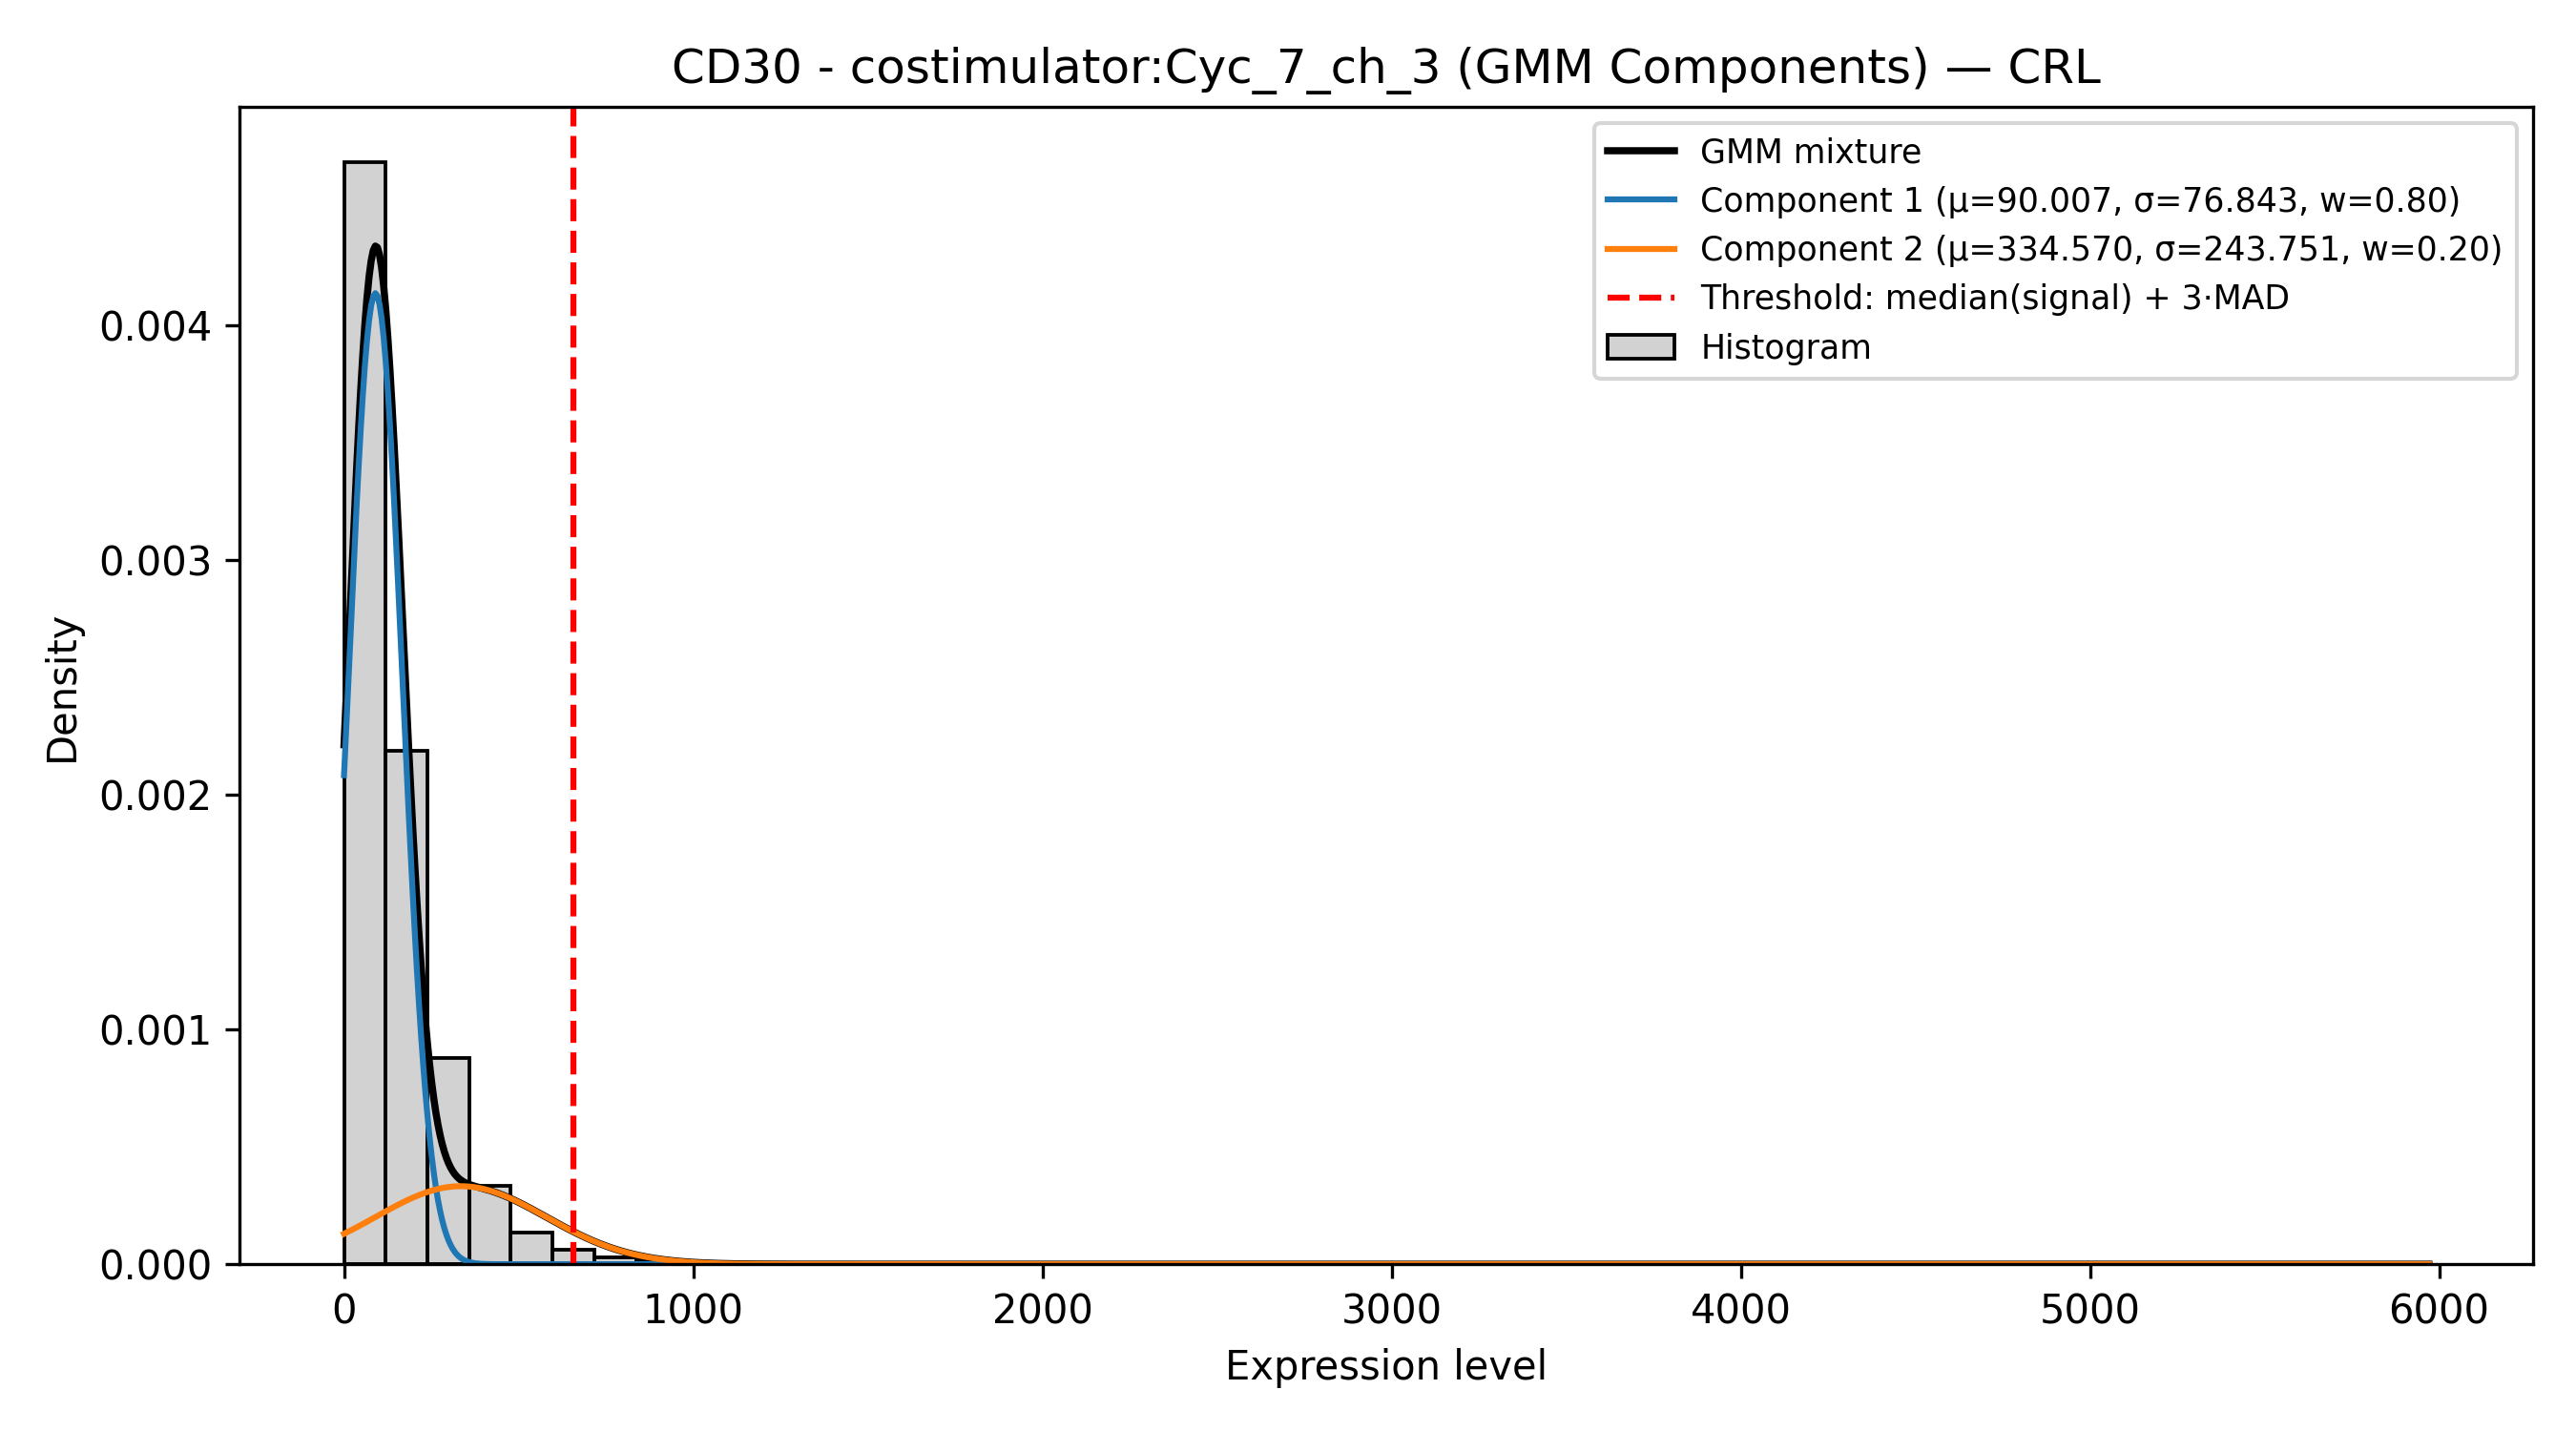 CD30 - costimulator:Cyc_7_ch_3 (GMM Components) — CRL
GMM mixture
Component 1 (μ=90.007, σ=76.843, w=0.80)
Component 2 (μ=334.570, σ=243.751, w=0.20)
Threshold: median(signal) + 3·MAD
Histogram
Density
0.004
0.003
0.002
0.001
0.000
0
1000
2000
3000
4000
5000
6000
Expression level